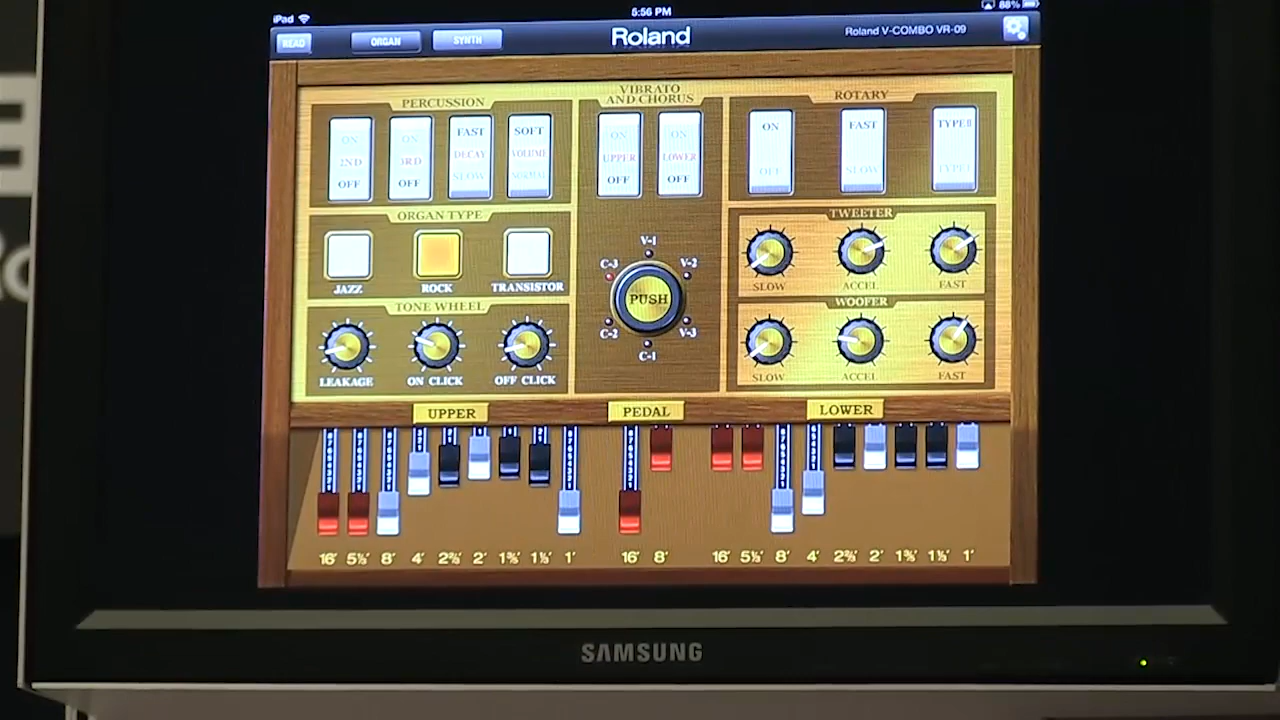 iPad 5:56 PM 88%
READ ORGAN SYNTH Roland Roland V-COMBO VR-09
PERCUSSION
ON 2ND OFF
ON 3RD OFF
FAST DECAY SLOW
SOFT VOLUME NORMAL
VIBRATO
AND CHORUS
ON UPPER OFF
ON LOWER OFF
ROTARY
ON OFF
FAST SLOW
TYPE II TYPE I
ORGAN TYPE
JAZZ ROCK TRANSISTOR
TONE WHEEL
LEAKAGE ON CLICK OFF CLICK
V-1
C-3 V-2
PUSH
C-2 V-3
C-1
TWEETER
SLOW ACCEL FAST
WOOFER
SLOW ACCEL FAST
UPPER PEDAL LOWER
16' 5⅓' 8' 4' 2⅔' 2' 1⅗' 1⅓' 1' 16' 8' 16' 5⅓' 8' 4' 2⅔' 2' 1⅗' 1⅓' 1'
SAMSUNG